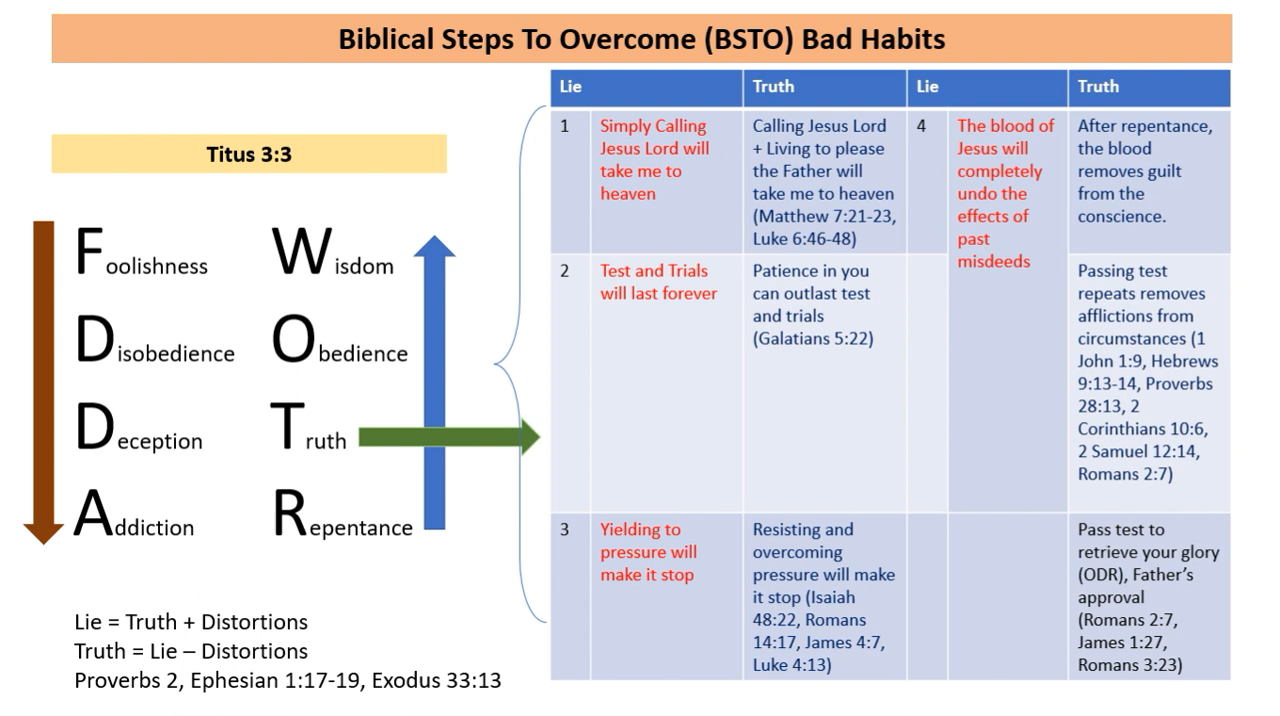 Biblical Steps To Overcome (BSTO) Bad Habits
Titus 3:3
Foolishness
Wisdom
Disobedience
Obedience
Deception
Truth
Addiction
Repentance
Lie = Truth + Distortions
Truth = Lie – Distortions
Proverbs 2, Ephesian 1:17-19, Exodus 33:13
Lie
Truth
Lie
Truth
1
Simply Calling
Jesus Lord will
take me to
heaven
Calling Jesus Lord
+ Living to please
the Father will
take me to heaven
(Matthew 7:21-23,
Luke 6:46-48)
4
The blood of
Jesus will
completely
undo the
effects of
past
misdeeds
After repentance,
the blood
removes guilt
from the
conscience.
2
Test and Trials
will last forever
Patience in you
can outlast test
and trials
(Galatians 5:22)
Passing test
repeats removes
afflictions from
circumstances (1
John 1:9, Hebrews
9:13-14, Proverbs
28:13, 2
Corinthians 10:6,
2 Samuel 12:14,
Romans 2:7)
3
Yielding to
pressure will
make it stop
Resisting and
overcoming
pressure will make
it stop (Isaiah
48:22, Romans
14:17, James 4:7,
Luke 4:13)
Pass test to
retrieve your glory
(ODR), Father’s
approval
(Romans 2:7,
James 1:27,
Romans 3:23)